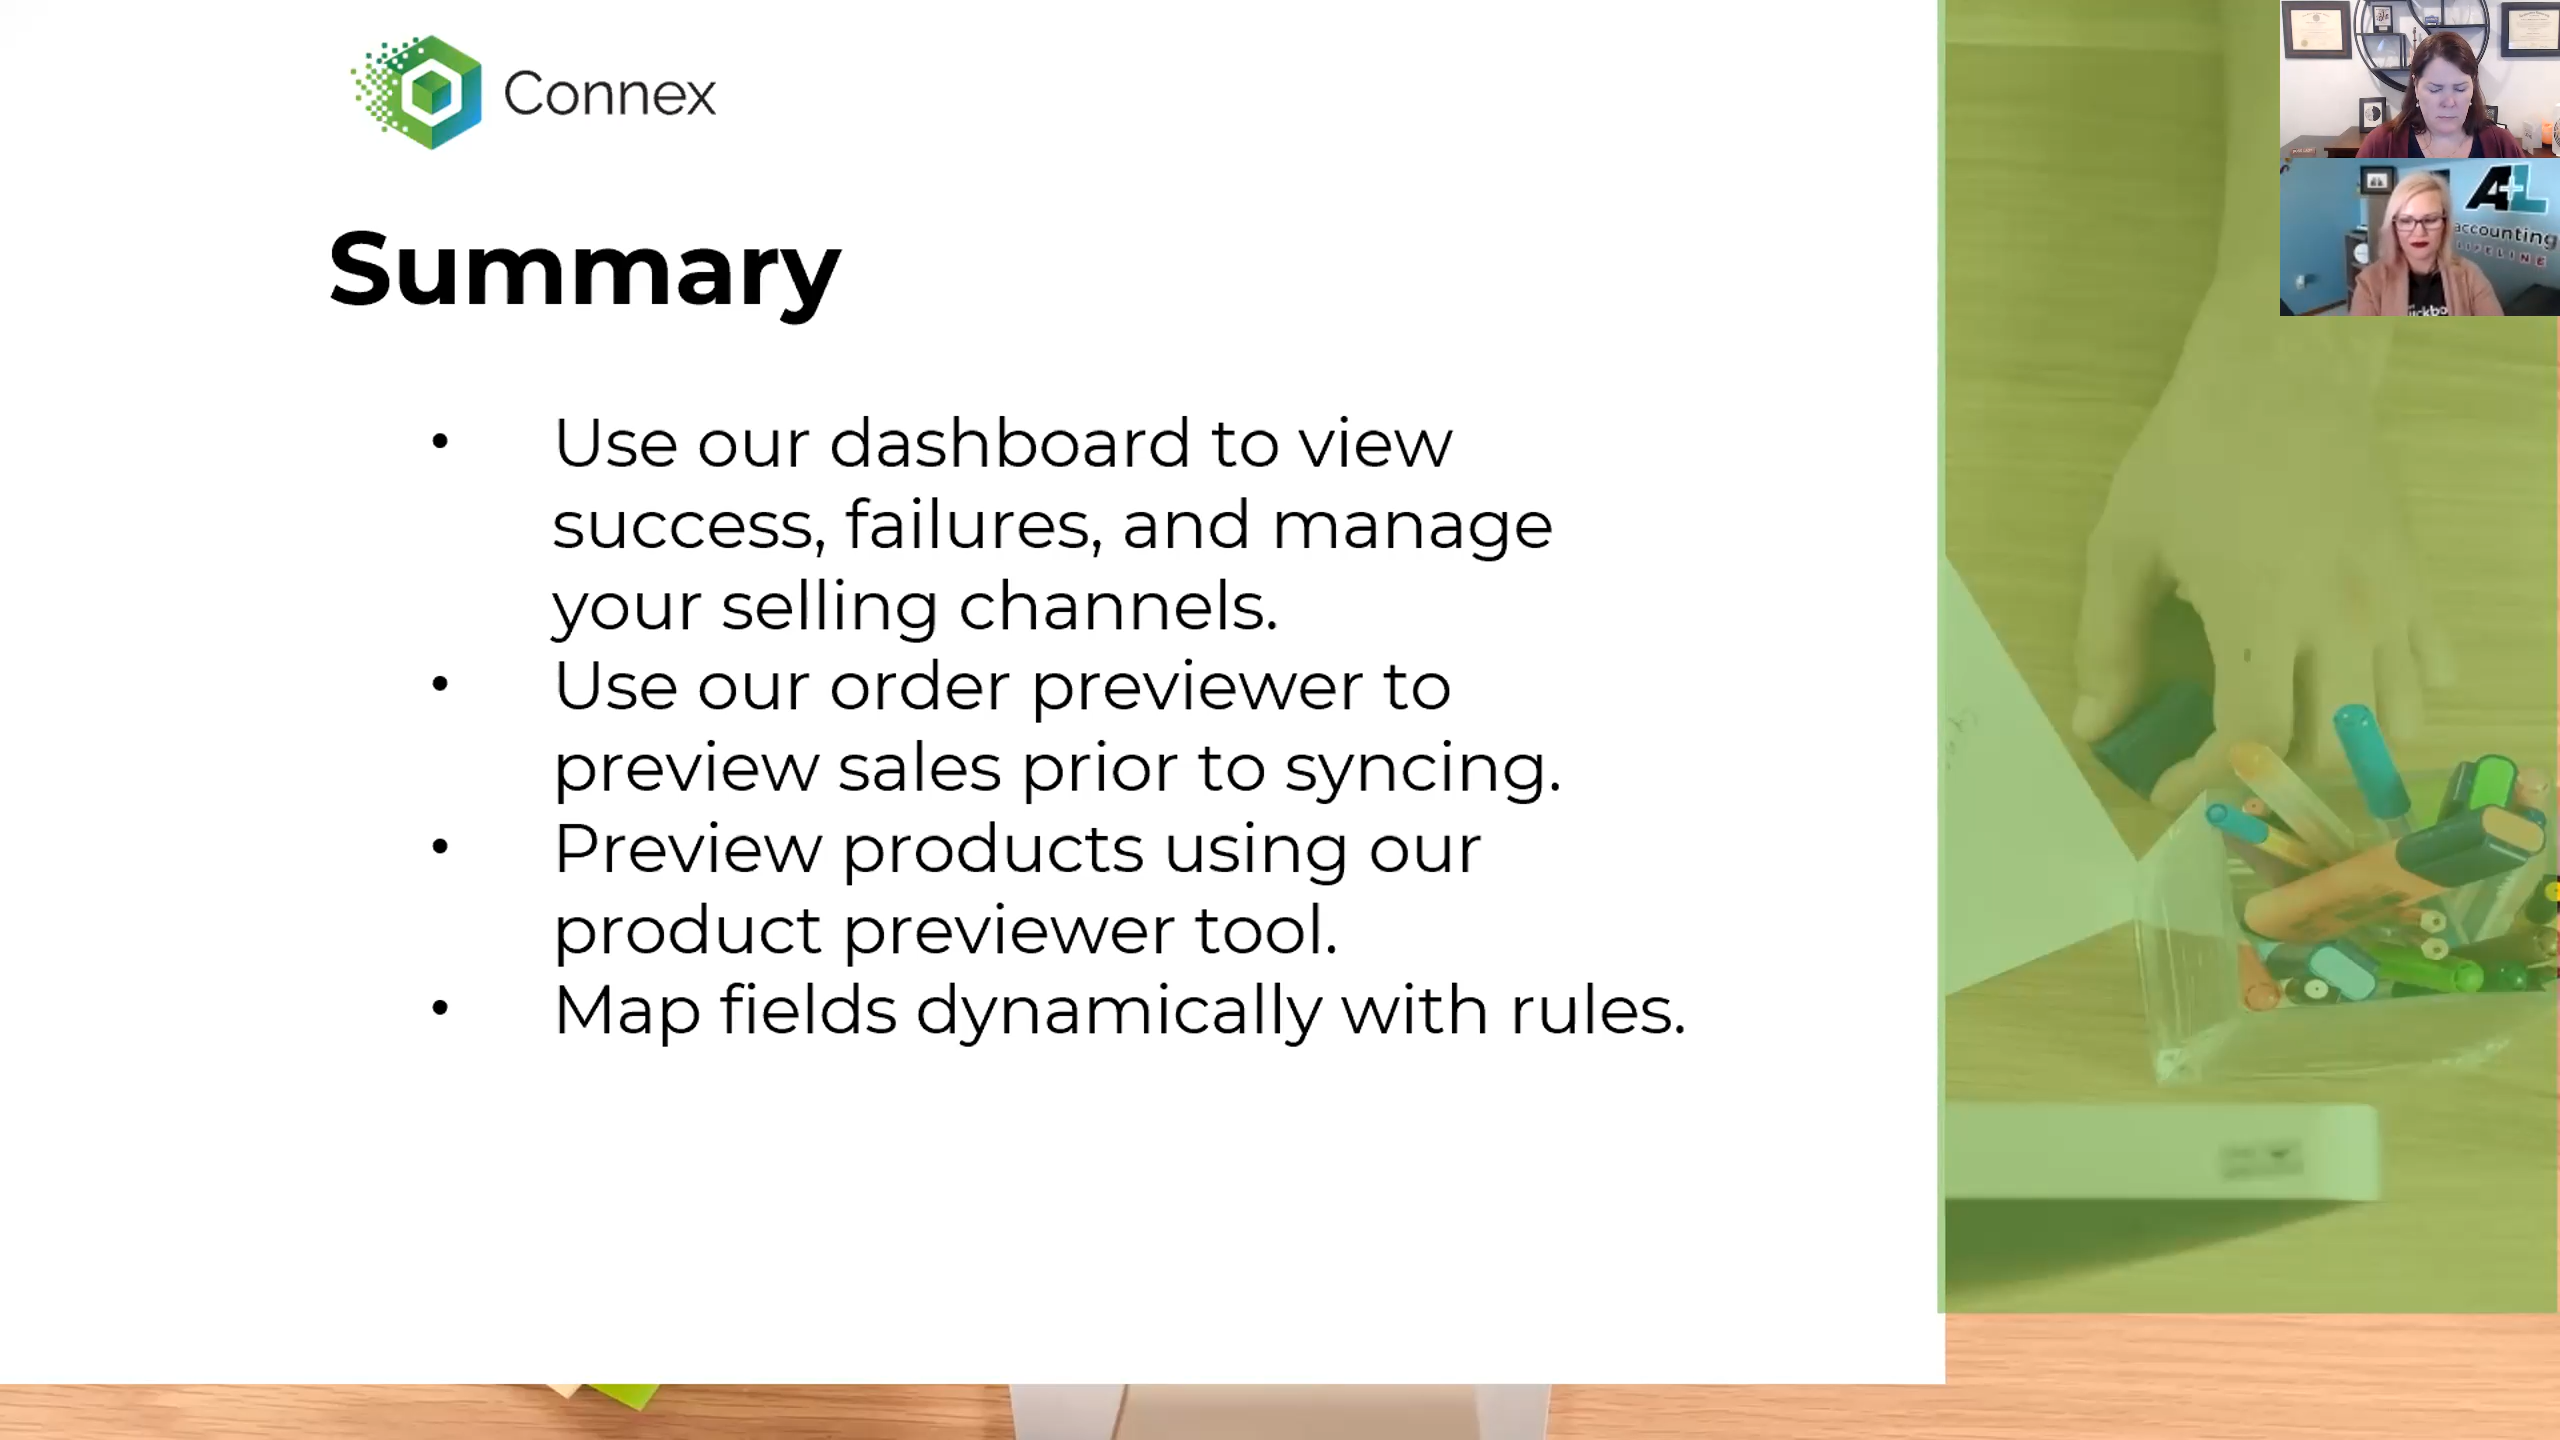 Connex
Summary
• Use our dashboard to view
success, failures, and manage
your selling channels.
• Use our order previewer to
preview sales prior to syncing.
• Preview products using our
product previewer tool.
• Map fields dynamically with rules.
A+L
accounting
LIFELINE